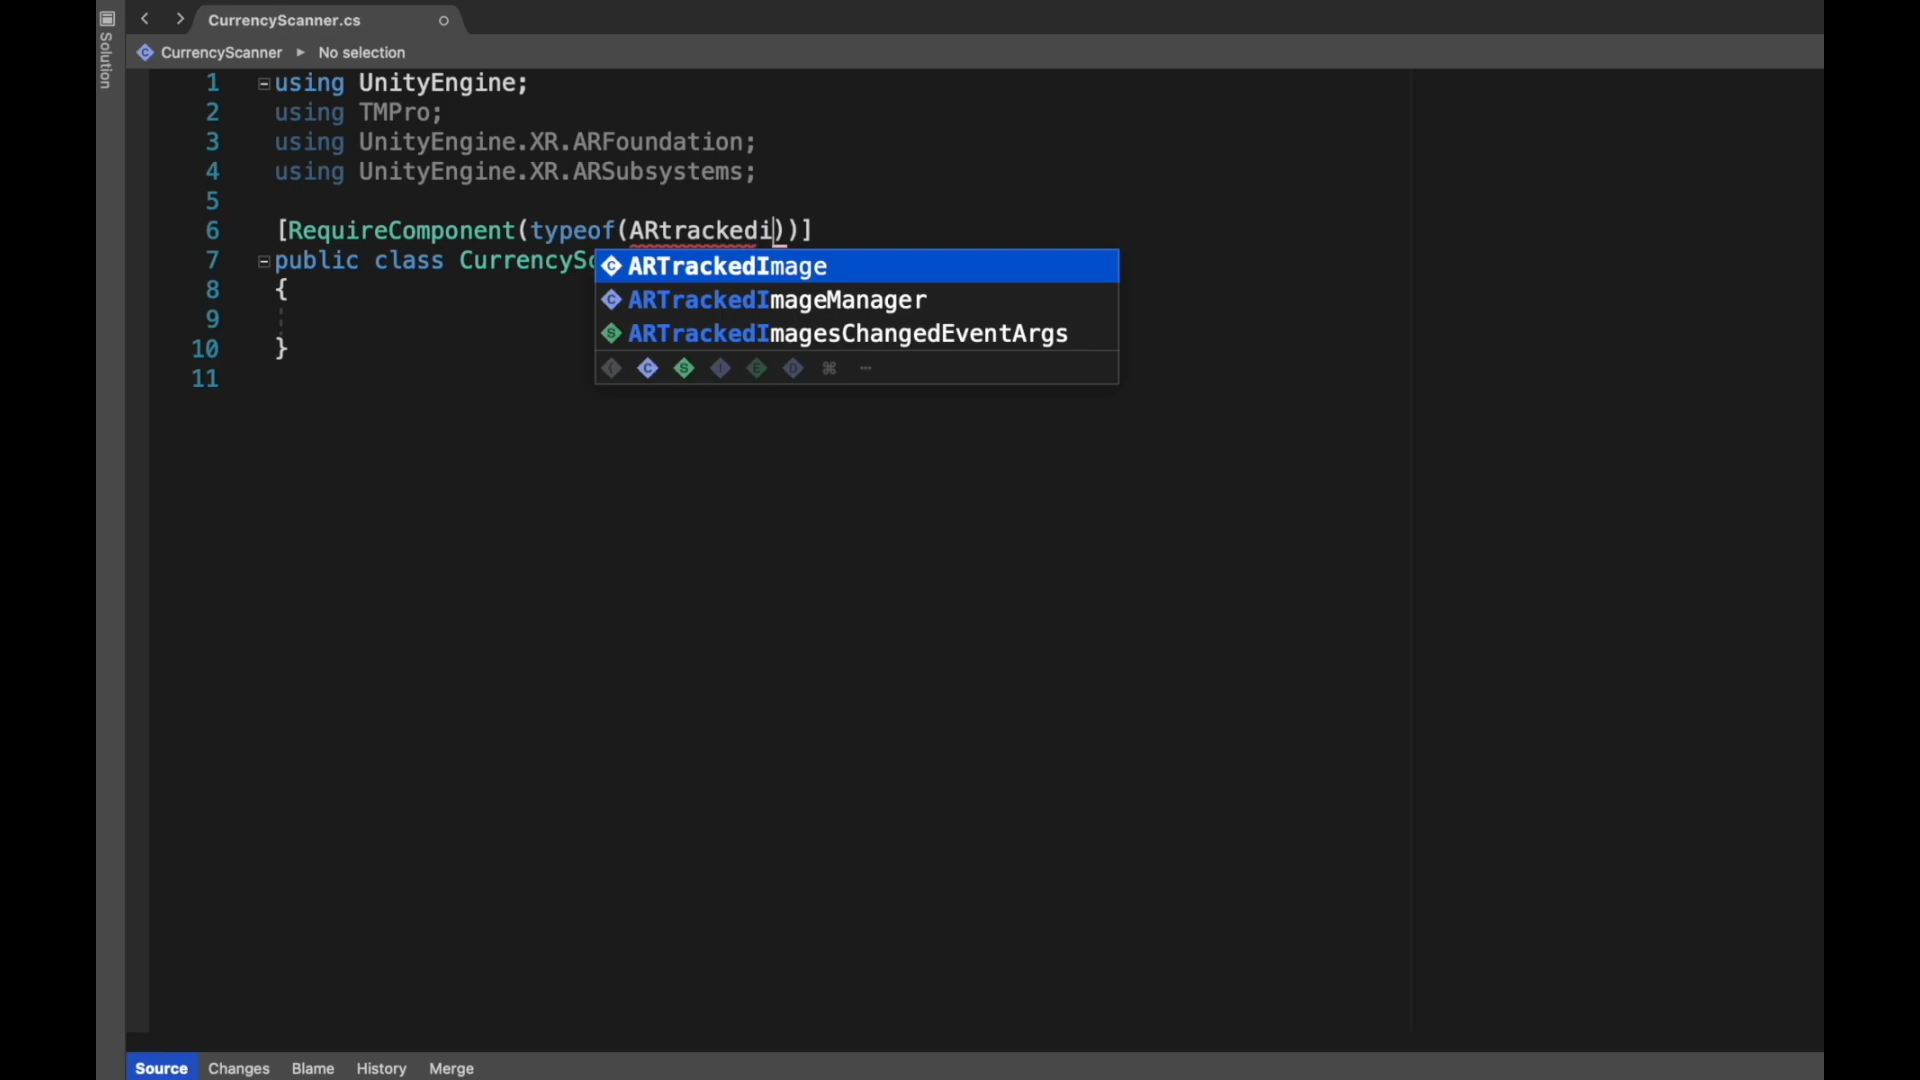 CurrencyScanner.cs
Solution
CurrencyScanner ▸ No selection
1 using UnityEngine;
2 using TMPro;
3 using UnityEngine.XR.ARFoundation;
4 using UnityEngine.XR.ARSubsystems;
5
6 [RequireComponent(typeof(ARtrackedi))]
7 public class CurrencySc
8 {
9
10 }
11
ARTrackedImage
ARTrackedImageManager
ARTrackedImagesChangedEventArgs
Source Changes Blame History Merge